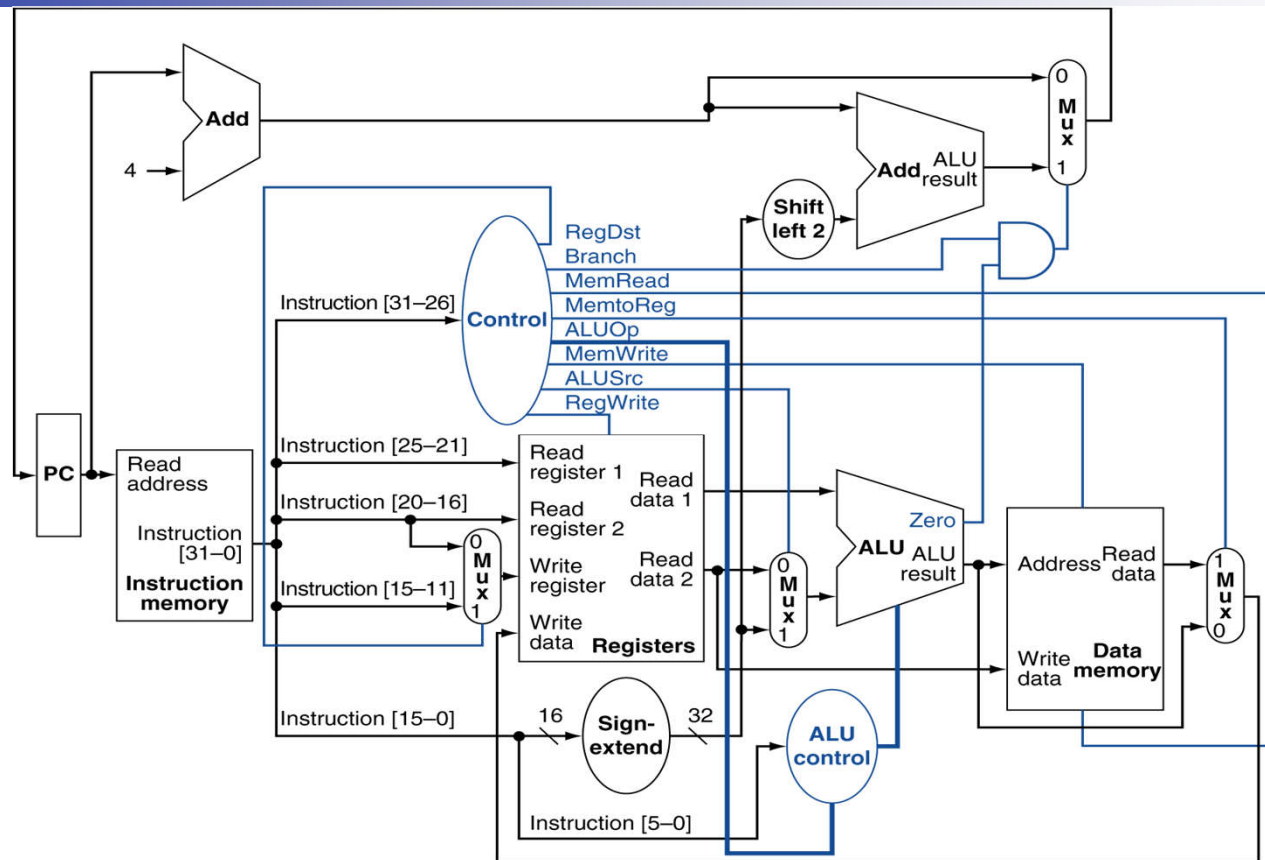 Add
4
Add
ALU
result
0
Mux
1
Shift
left 2
RegDst
Branch
MemRead
MemtoReg
ALUOp
MemWrite
ALUSrc
RegWrite
Control
Instruction [31–26]
Instruction [25–21]
Instruction [20–16]
Instruction [15–11]
Instruction [15–0]
PC
Read
address
Instruction
[31–0]
Instruction
memory
0
Mux
1
Read
register 1
Read
register 2
Write
register
Write
data
Read
data 1
Read
data 2
Registers
0
Mux
1
Zero
ALU
ALU
result
Address
Read
data
Write
data
Data
memory
1
Mux
0
16
Sign-
extend
32
ALU
control
Instruction [5–0]